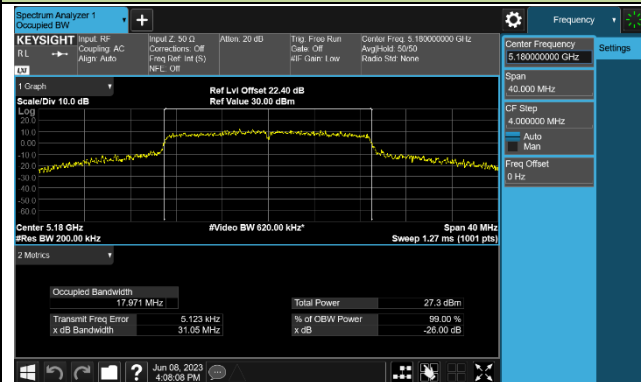 Spectrum Analyzer 1
Occupied BW
+
Frequency
KEYSIGHT
RL
LXI
Input: RF
Coupling: AC
Align: Auto
Input Z: 50 Ω
Corrections: Off
Freq Ref: Int (S)
NFE: Off
Atten: 20 dB
Trig: Free Run
Gate: Off
#IF Gain: Low
Center Freq: 5.180000000 GHz
Avg|Hold: 50/50
Radio Std: None
Center Frequency
5.180000000 GHz
Settings
Span
40.000 MHz
CF Step
4.000000 MHz
Auto
Man
Freq Offset
0 Hz
1 Graph
Scale/Div 10.0 dB
Ref Lvl Offset 22.40 dB
Ref Value 30.00 dBm
Log
20.0
10.0
0.00
-10.0
-20.0
-30.0
-40.0
-50.0
-60.0
Center 5.18 GHz
#Res BW 200.00 kHz
#Video BW 620.00 kHz*
Span 40 MHz
Sweep 1.27 ms (1001 pts)
2 Metrics
Occupied Bandwidth
17.971 MHz
Total Power 27.3 dBm
Transmit Freq Error 5.123 kHz
% of OBW Power 99.00 %
x dB Bandwidth 31.05 MHz
x dB -26.00 dB
?
Jun 08, 2023
4:08:08 PM